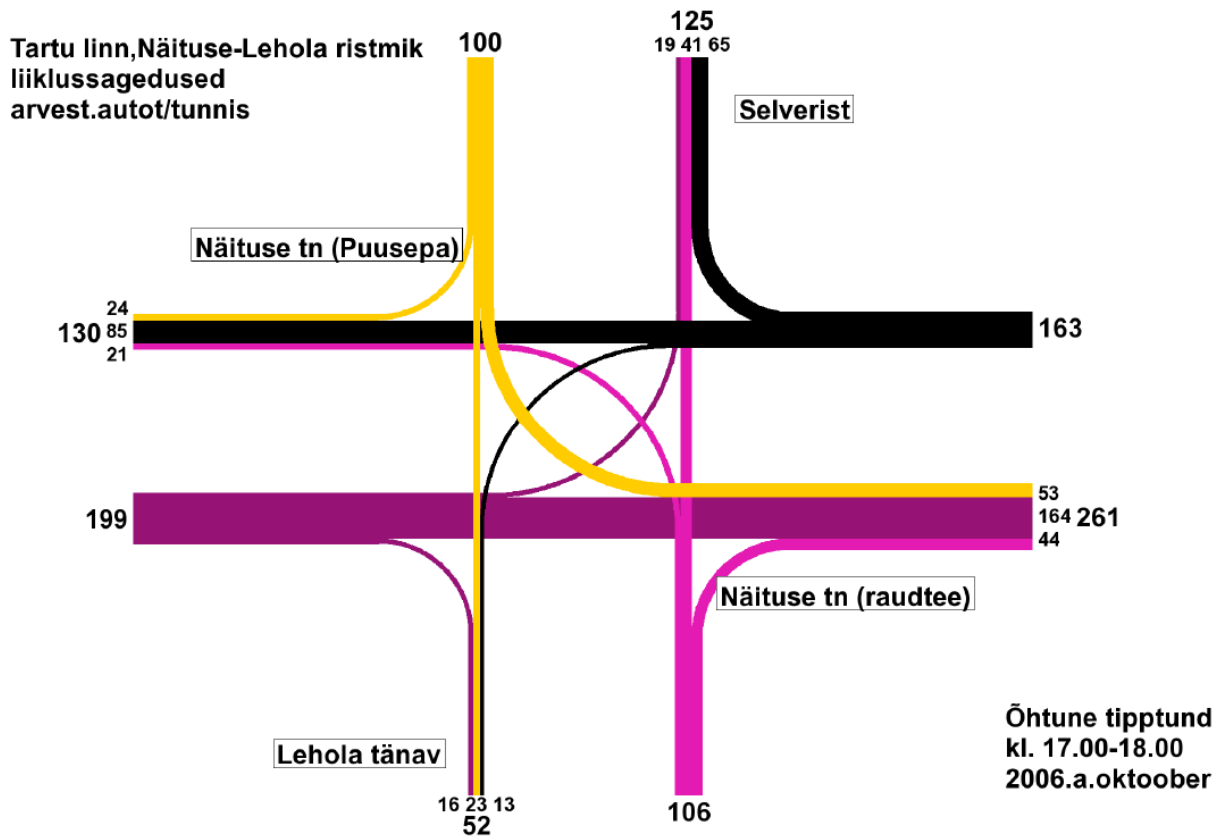 Tartu linn,Näituse-Lehola ristmik
liiklussagedused
arvest.autot/tunnis
100
125
19 41 65
Selverist
Näituse tn (Puusepa)
24
130 85
21
163
199
53
164 261
44
Näituse tn (raudtee)
Lehola tänav
16 23 13
52
106
Õhtune tipptund
kl. 17.00-18.00
2006.a.oktoober